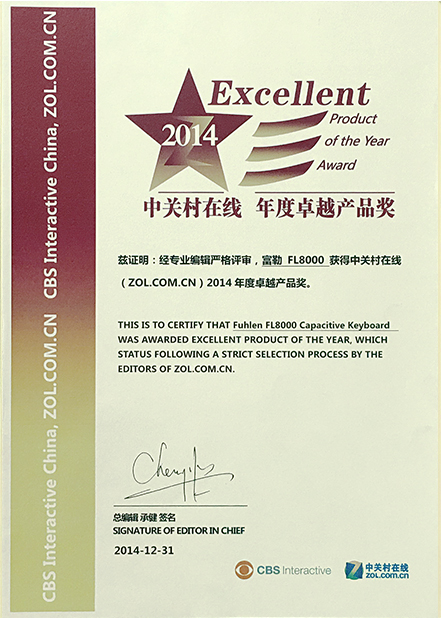 CBS Interactive China, ZOL.COM.CN CBS Interactive China, ZOL.COM.CN
2014
Excellent
Product
of the Year
Award
中关村在线 年度卓越产品奖
兹证明：经专业编辑严格评审，富勒 FL8000 获得中关村在线
（ZOL.COM.CN）2014 年度卓越产品奖。
THIS IS TO CERTIFY THAT Fuhlen FL8000 Capacitive Keyboard
WAS AWARDED EXCELLENT PRODUCT OF THE YEAR, WHICH
STATUS FOLLOWING A STRICT SELECTION PROCESS BY THE
EDITORS OF ZOL.COM.CN.
总编辑 承健 签名
SIGNATURE OF EDITOR IN CHIEF
2014-12-31
CBS Interactive
中关村在线
ZOL.com.cn